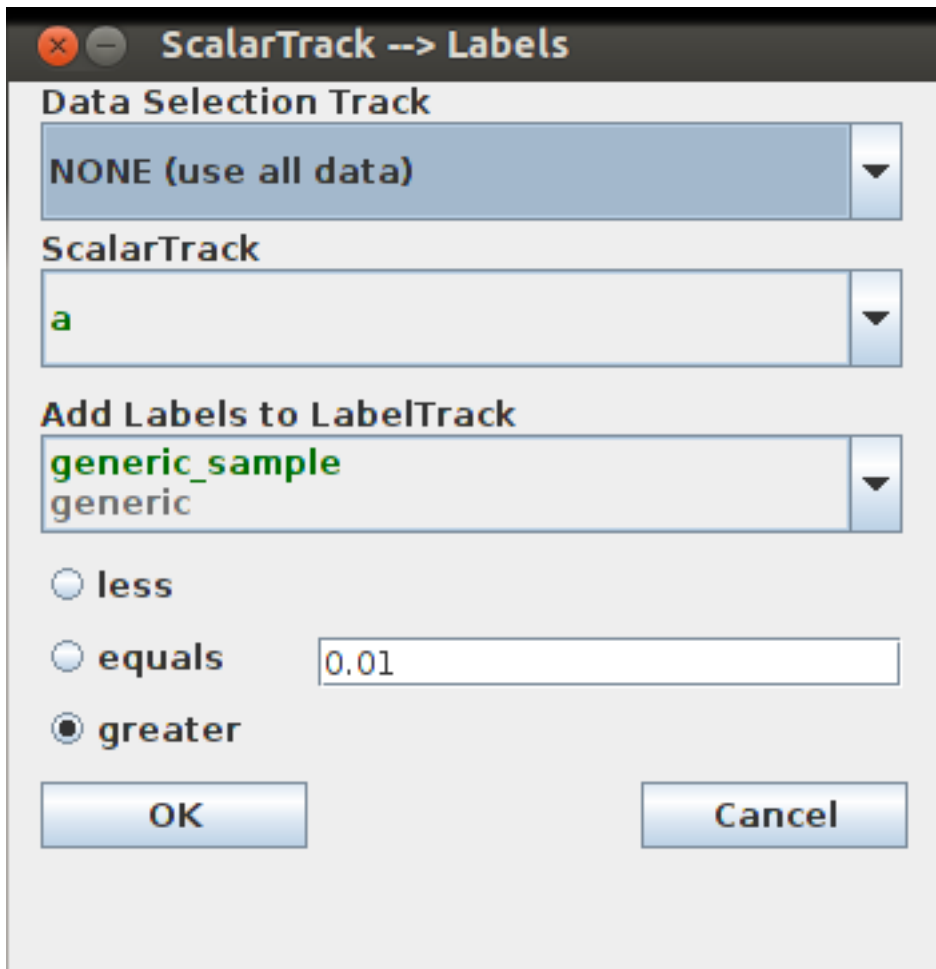 ScalarTrack --> Labels
Data Selection Track
NONE (use all data)
ScalarTrack
a
Add Labels to LabelTrack
generic_sample
generic
less
equals
0.01
greater
OK
Cancel